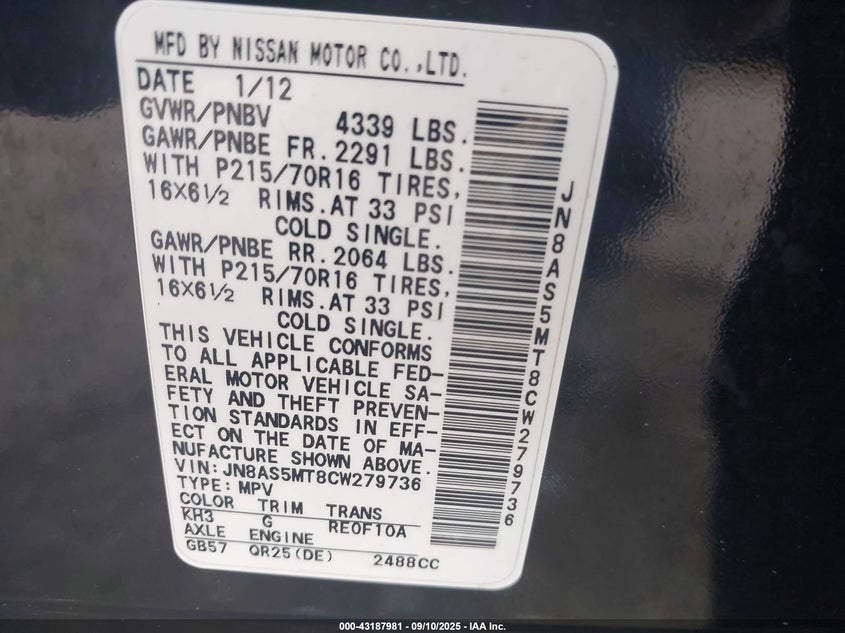 MFD BY NISSAN MOTOR CO.,LTD.
DATE 1/12
GVWR/PNBV 4339 LBS.
GAWR/PNBE FR.2291 LBS.
WITH P215/70R16 TIRES,
16X6½ RIMS.AT 33 PSI
COLD SINGLE.
GAWR/PNBE RR.2064 LBS.
WITH P215/70R16 TIRES,
16X6½ RIMS.AT 33 PSI
COLD SINGLE.
THIS VEHICLE CONFORMS
TO ALL APPLICABLE FED-
ERAL MOTOR VEHICLE SA-
FETY AND THEFT PREVEN-
TION STANDARDS IN EFF-
ECT ON THE DATE OF MA-
NUFACTURE SHOWN ABOVE.
VIN: JN8AS5MT8CW279736
TYPE: MPV
COLOR TRIM TRANS
KH3 G RE0F10A
AXLE ENGINE
GB57 QR25(DE) 2488CC
JN8AS5MT8CW279736
000-43187981 — 09/10/2025 — IAA Inc.